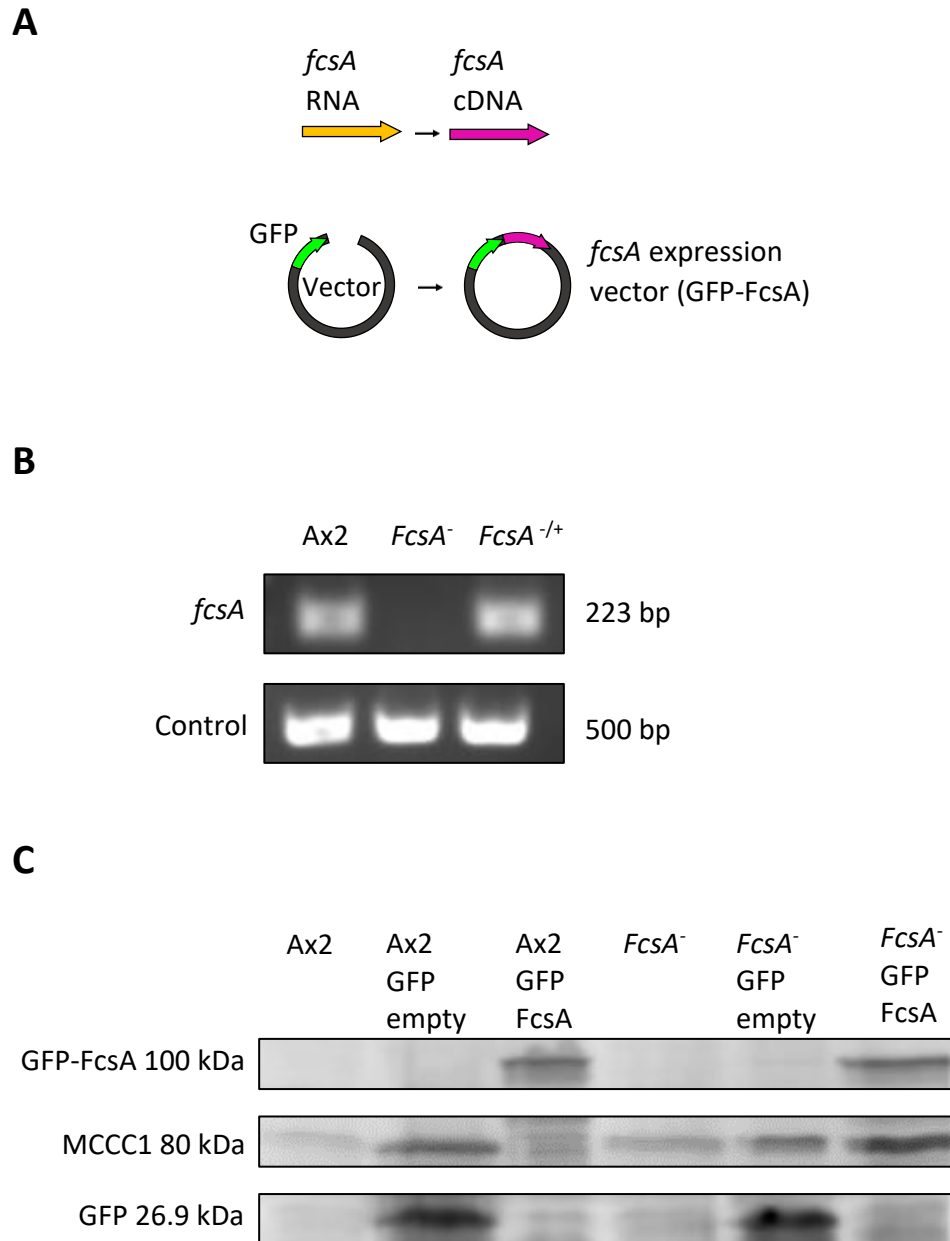 A
fcsA
RNA
fcsA
cDNA
GFP
Vector
fcsA expression
vector (GFP-FcsA)
B
Ax2 FcsA⁻ FcsA ⁻/⁺
fcsA 223 bp
Control 500 bp
C
Ax2
Ax2
GFP
empty
Ax2
GFP
FcsA
FcsA⁻
FcsA⁻
GFP
empty
FcsA⁻
GFP
FcsA
GFP-FcsA 100 kDa
MCCC1 80 kDa
GFP 26.9 kDa